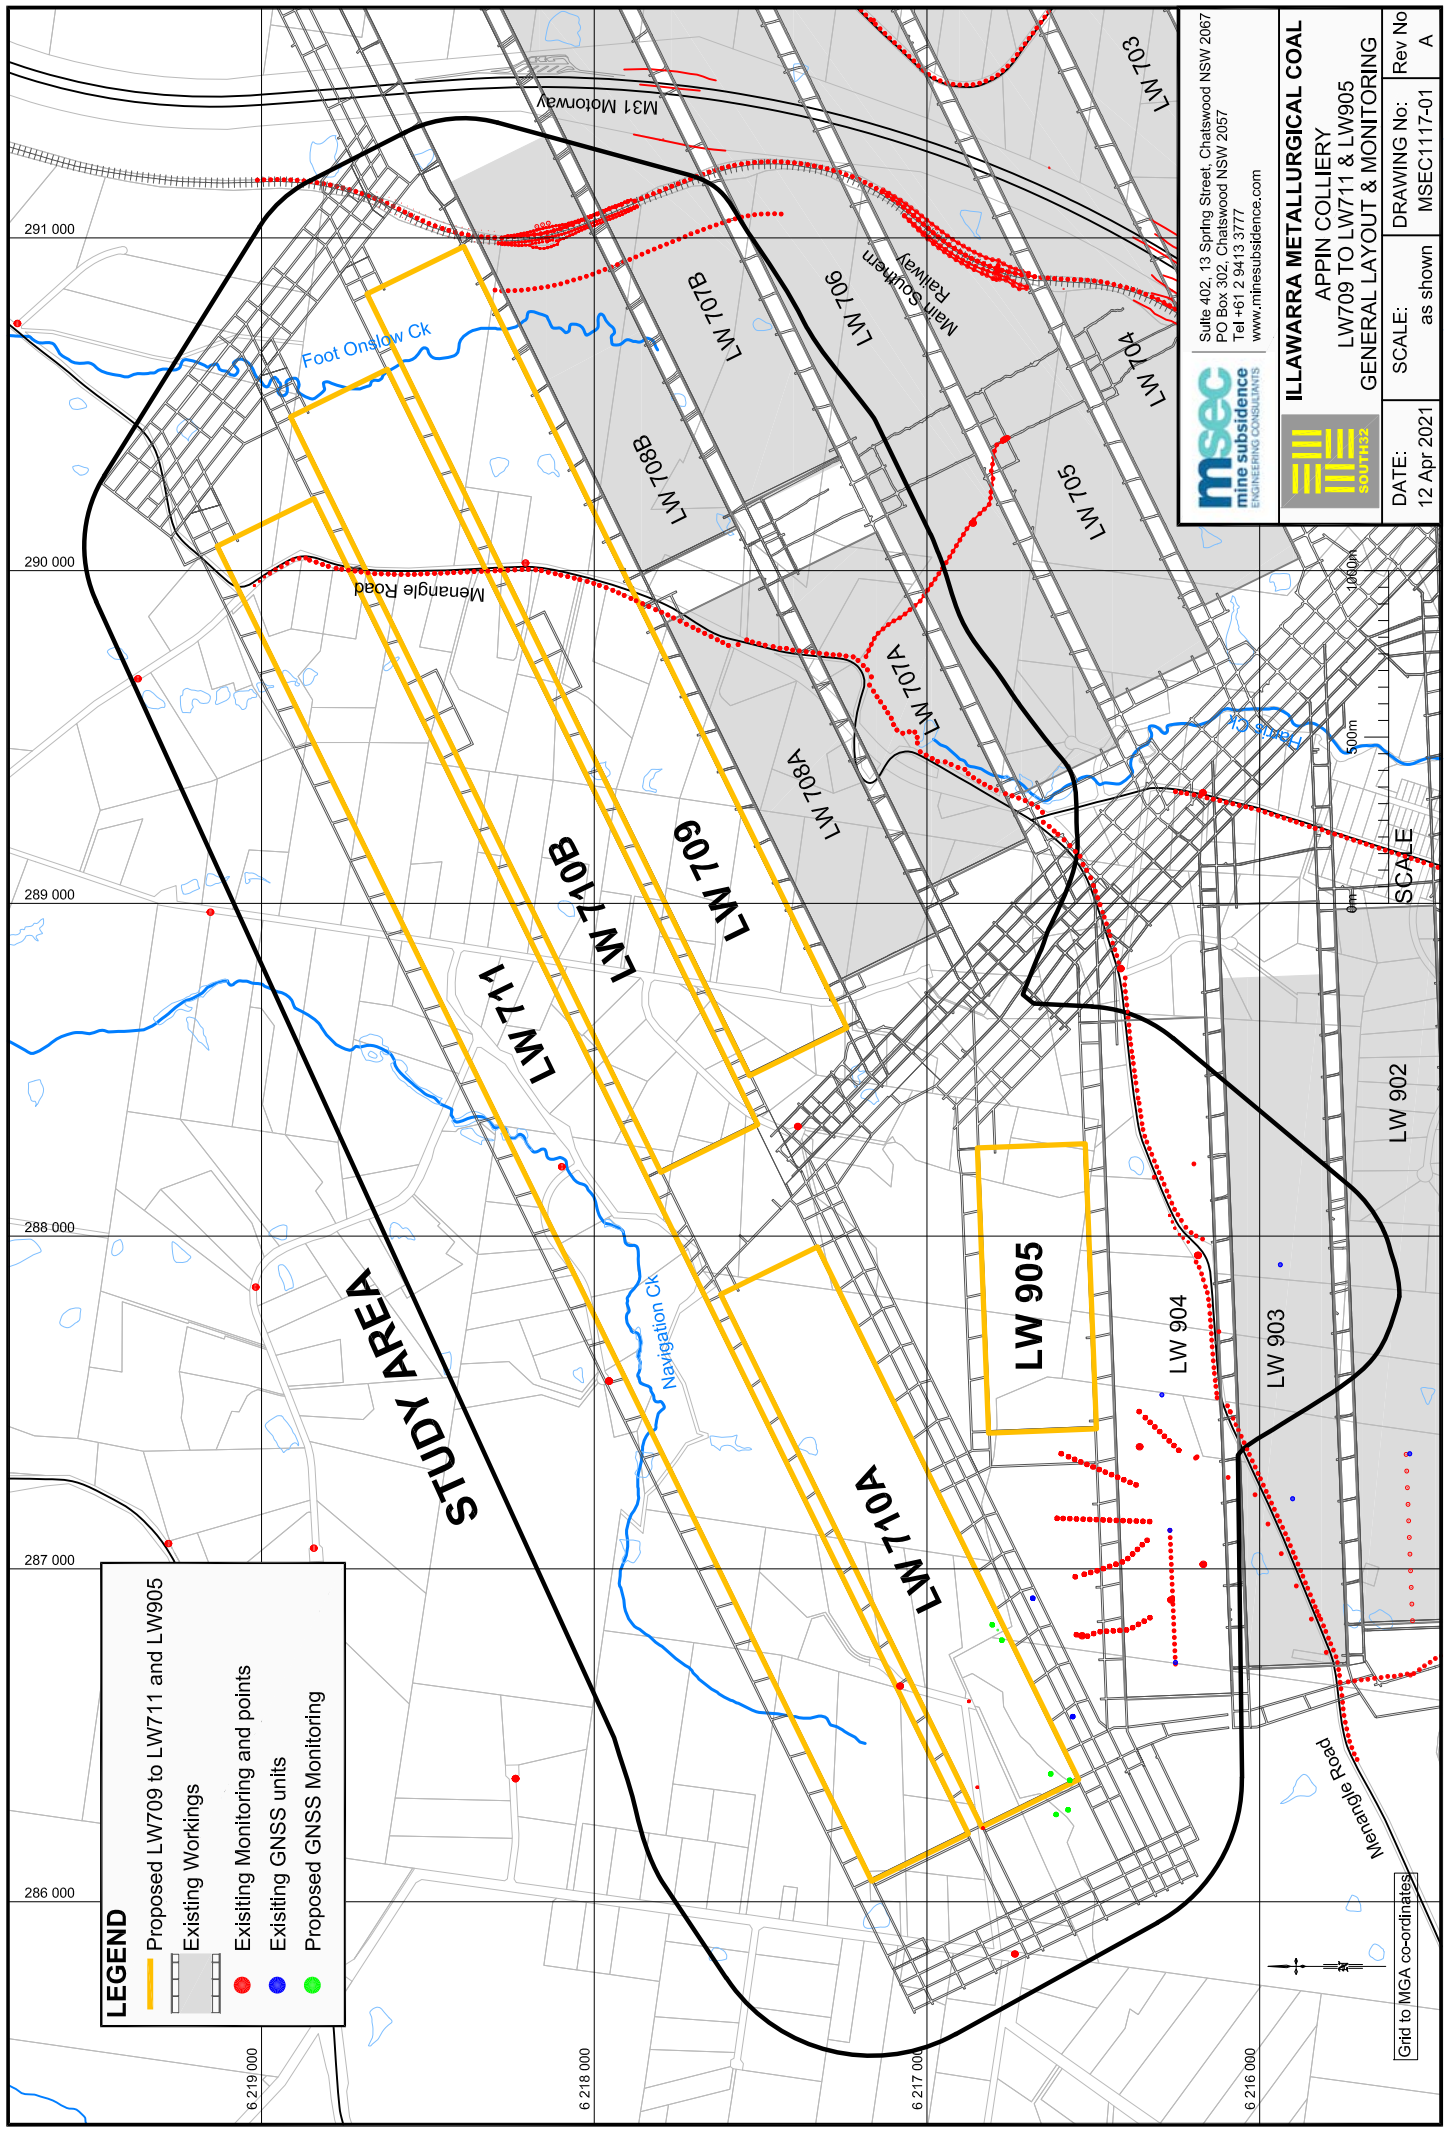 LEGEND
Proposed LW709 to LW711 and LW905
Existing Workings
Exisiting Monitoring and points
Exisiting GNSS units
Proposed GNSS Monitoring
286 000
287 000
288 000
289 000
290 000
291 000
6 219 000
6 218 000
6 217 000
6 216 000
STUDY AREA
LW 711
LW 710B
LW 709
LW 710A
LW 905
LW 708A
LW 707A
LW 708B
LW 707B
LW 706
LW 705
LW 704
LW 703
LW 904
LW 903
LW 902
Navigation Ck
Foot Onslow Ck
Harris Ck
Menangle Road
Menangle Road
M31 Motorway
Main Southern
Railway
0m
500m
1000m
SCALE
N
Grid to MGA co-ordinates
msec
mine subsidence
ENGINEERING CONSULTANTS
Suite 402, 13 Spring Street, Chatswood NSW 2067
PO Box 302, Chatswood NSW 2057
Tel +61 2 9413 3777
www.minesubsidence.com
SOUTH32
ILLAWARRA METALLURGICAL COAL
APPIN COLLIERY
LW709 TO LW711 & LW905
GENERAL LAYOUT & MONITORING
DATE:
12 Apr 2021
SCALE:
as shown
DRAWING No:
MSEC1117-01
Rev No
A